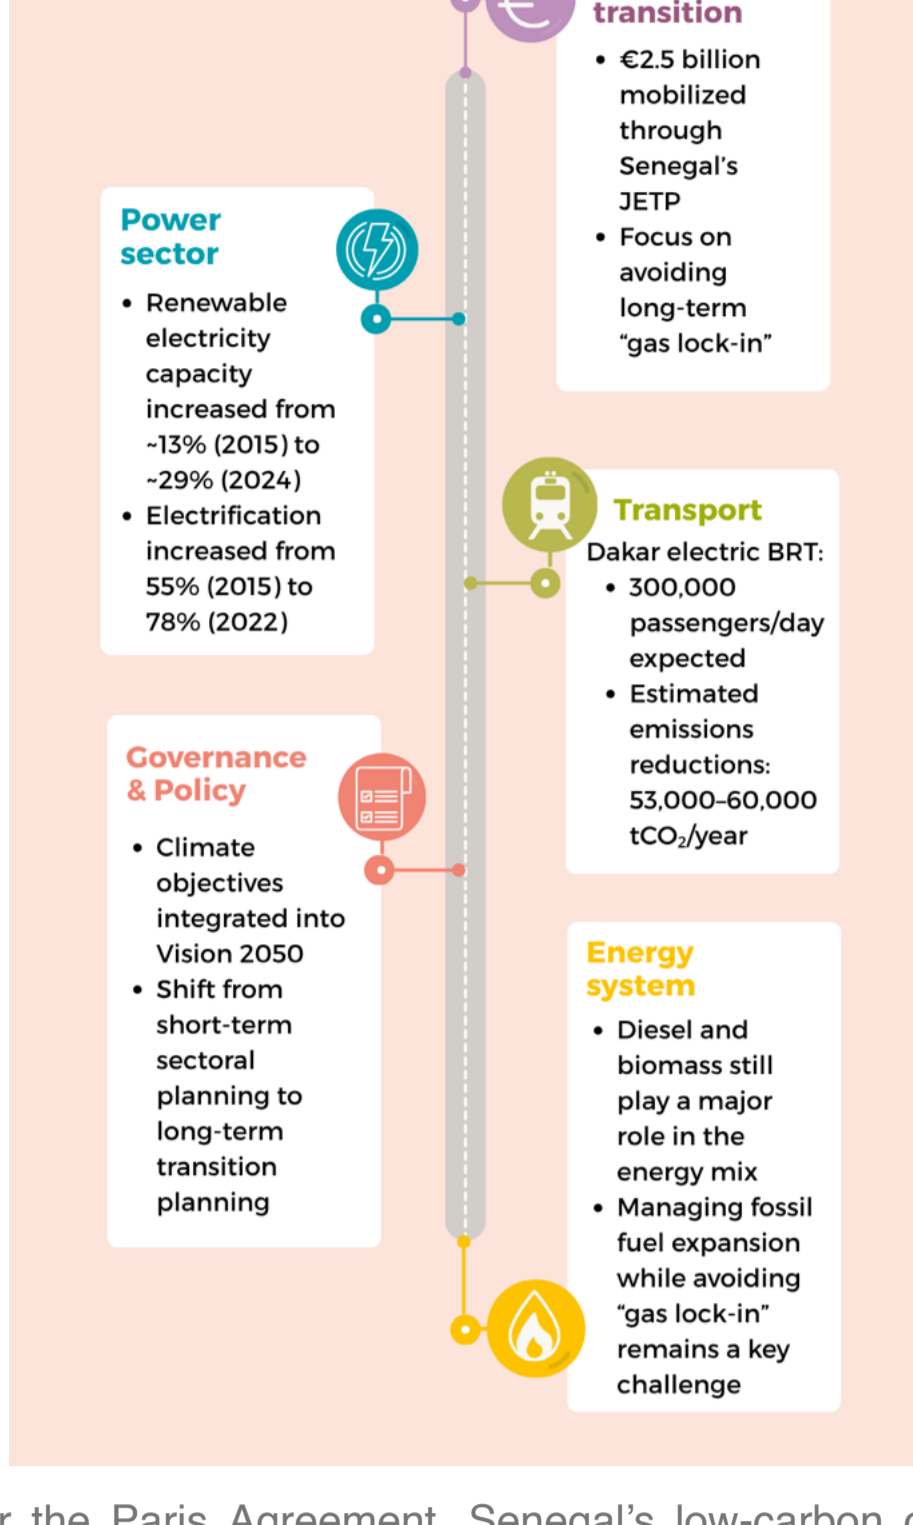 transition
• €2.5 billion
mobilized
through
Senegal's
JETP
• Focus on
avoiding
long-term
“gas lock-in”
Power
sector
• Renewable
electricity
capacity
increased from
~13% (2015) to
~29% (2024)
• Electrification
increased from
55% (2015) to
78% (2022)
Transport
Dakar electric BRT:
• 300,000
passengers/day
expected
• Estimated
emissions
reductions:
53,000–60,000
tCO₂/year
Governance
& Policy
• Climate
objectives
integrated into
Vision 2050
• Shift from
short-term
sectoral
planning to
long-term
transition
planning
Energy
system
• Diesel and
biomass still
play a major
role in the
energy mix
• Managing fossil
fuel expansion
while avoiding
“gas lock-in”
remains a key
challenge
the Paris Agreement, Senegal's low-carbon